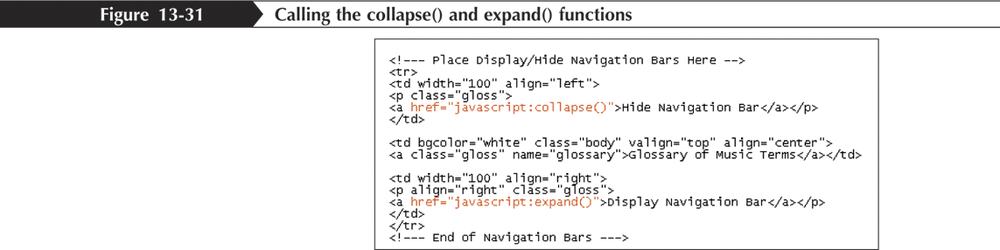 Figure 13-31
Calling the collapse() and expand() functions
<!--- Place Display/Hide Navigation Bars Here -->
<tr>
<td width="100" align="left">
<p class="gloss">
<a href="javascript:collapse()">Hide Navigation Bar</a></p>
</td>
<td bgcolor="white" class="body" valign="top" align="center">
<a class="gloss" name="glossary">Glossary of Music Terms</a></td>
<td width="100" align="right">
<p align="right" class="gloss">
<a href="javascript:expand()">Display Navigation Bar</a></p>
</td>
</tr>
<!--- End of Navigation Bars --->